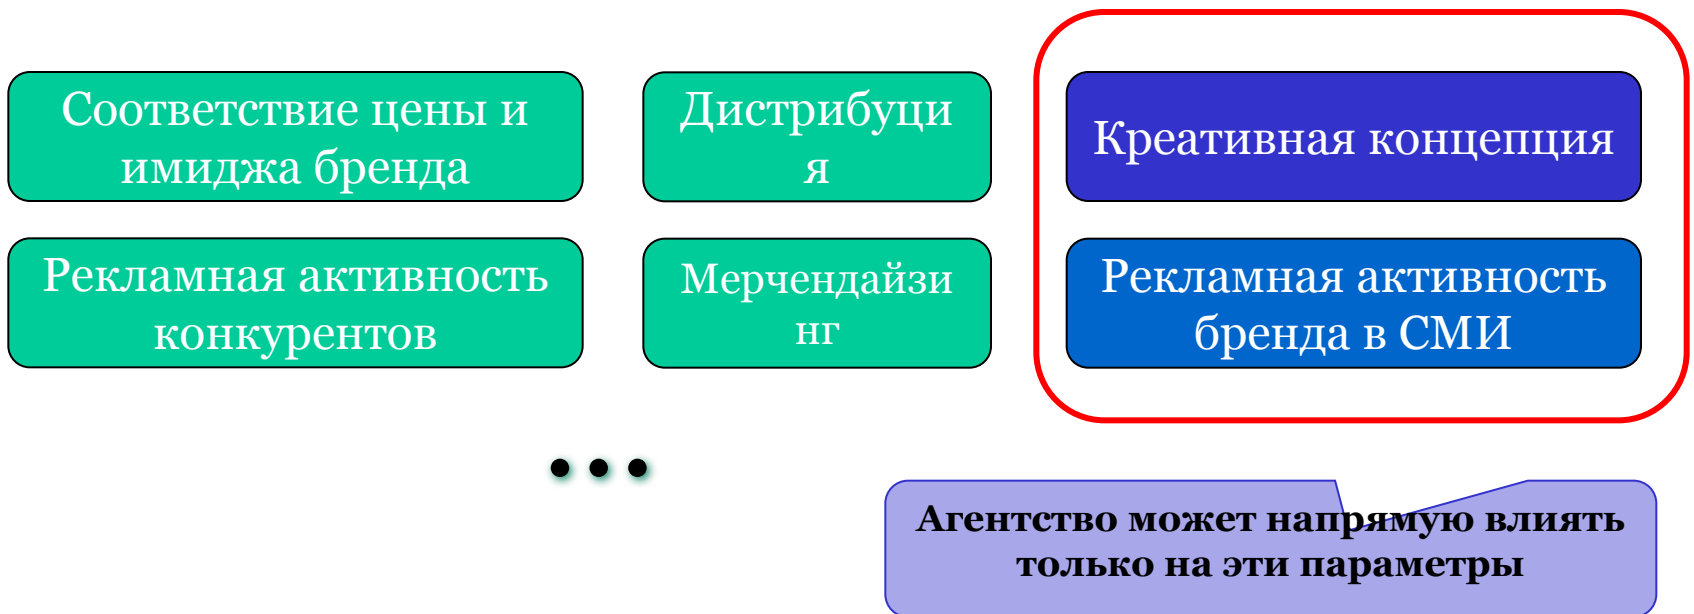 Соответствие цены и
имиджа бренда
Дистрибуци
я
Креативная концепция
Рекламная активность
конкурентов
Мерчендайзи
нг
Рекламная активность
бренда в СМИ
...
Агентство может напрямую влиять
только на эти параметры